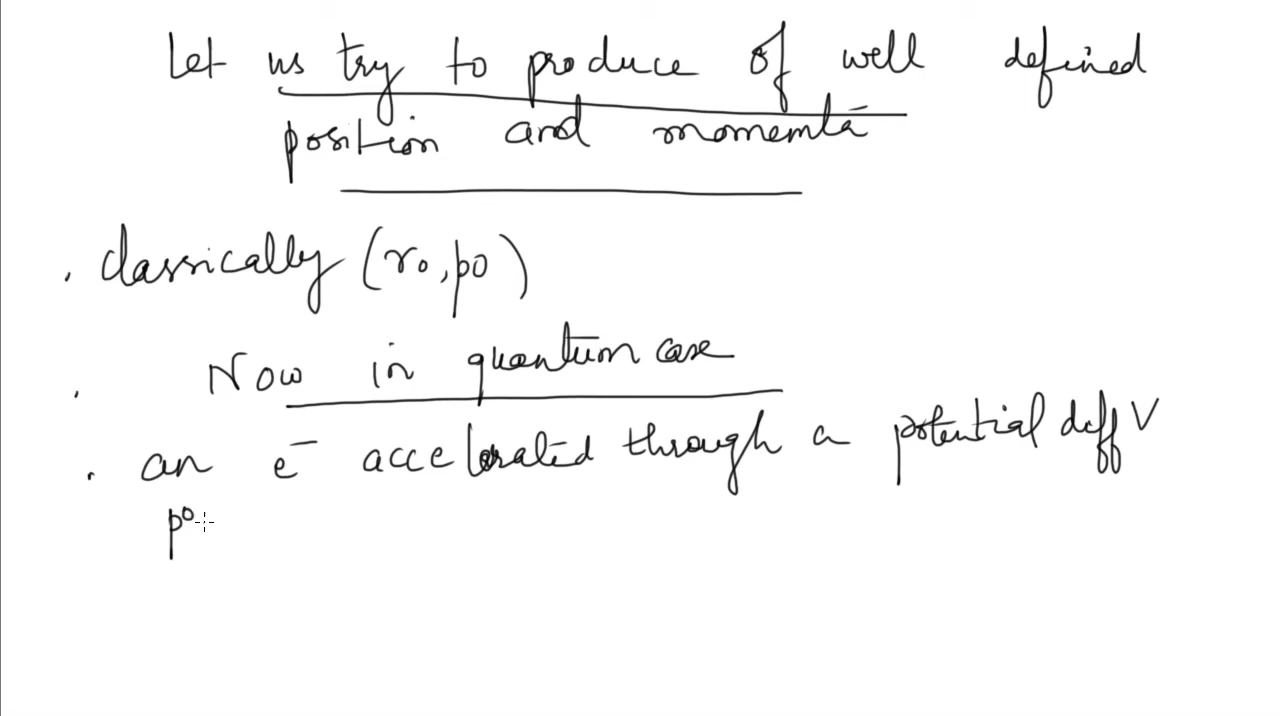 Let us try to produce of well defined
position and momenta
. classically (r0, p0)
. Now in quantum case
. an e⁻ accelerated through a potential diff V
p⁰